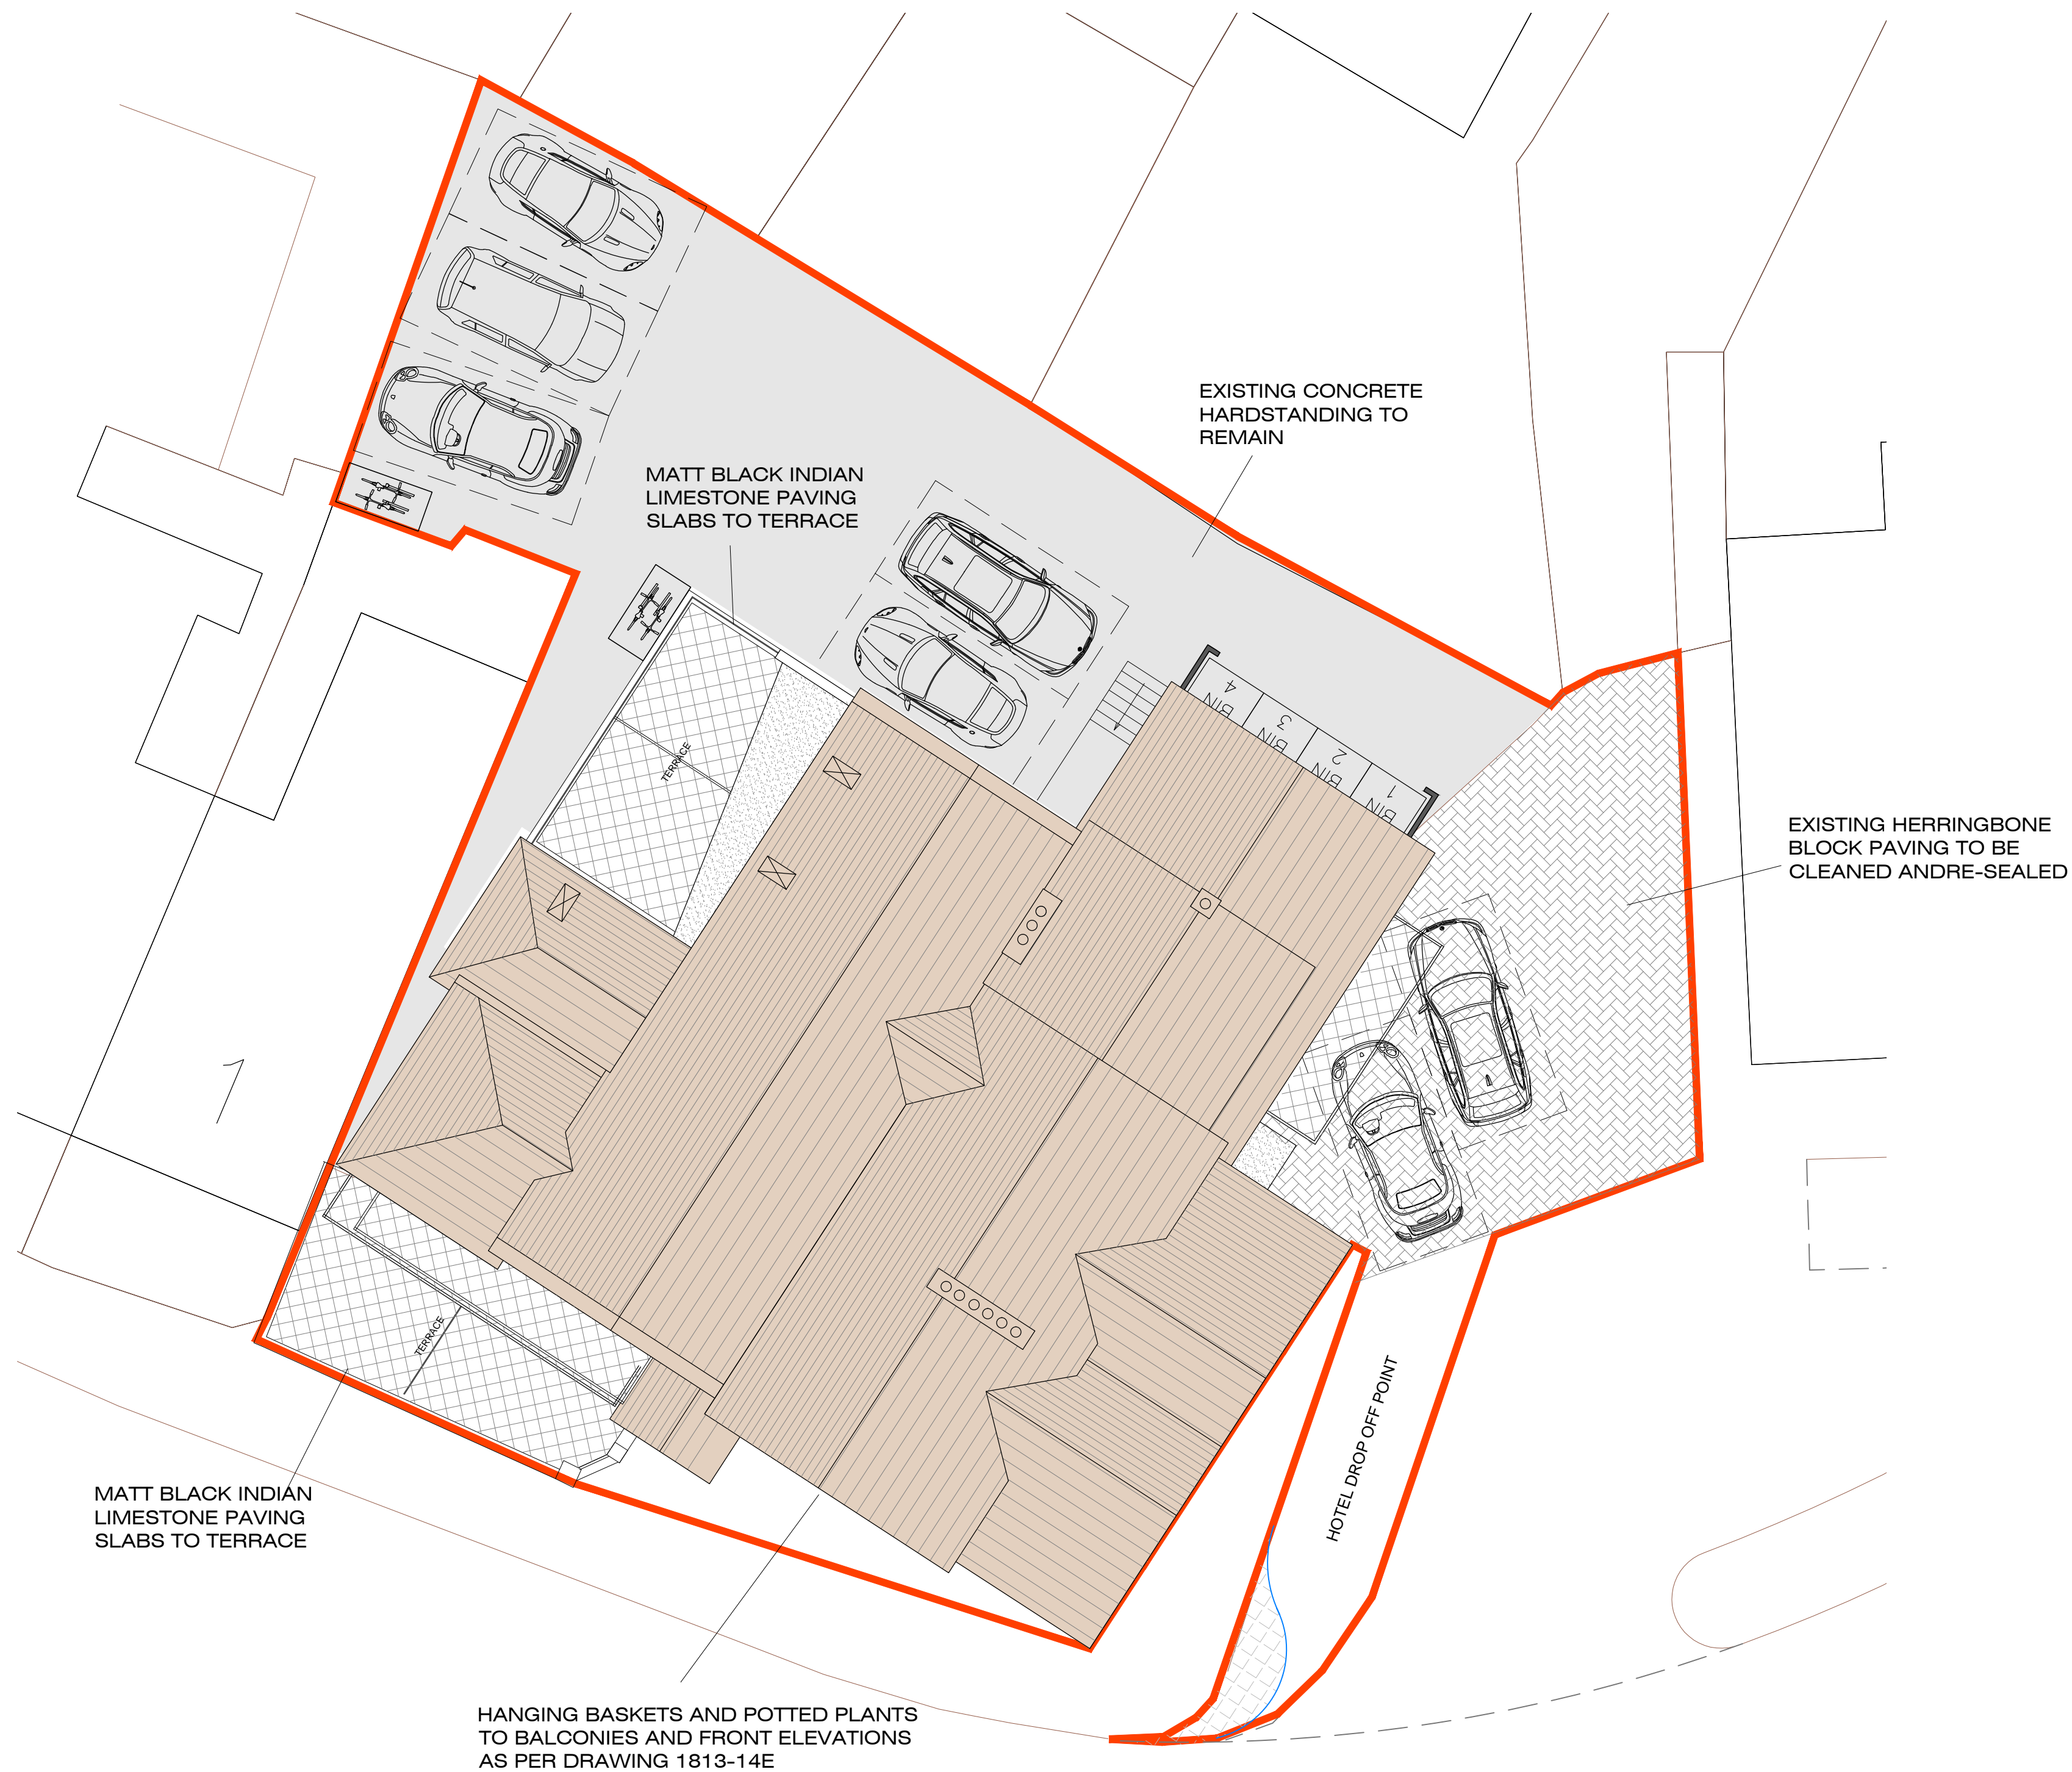 EXISTING CONCRETE
HARDSTANDING TO
REMAIN
MATT BLACK INDIAN
LIMESTONE PAVING
SLABS TO TERRACE
BIN
4
BIN
3
BIN
2
BIN
1
TERRACE
EXISTING HERRINGBONE
BLOCK PAVING TO BE
CLEANED ANDRE-SEALED
1
TERRACE
HOTEL DROP OFF POINT
MATT BLACK INDIAN
LIMESTONE PAVING
SLABS TO TERRACE
HANGING BASKETS AND POTTED PLANTS
TO BALCONIES AND FRONT ELEVATIONS
AS PER DRAWING 1813-14E